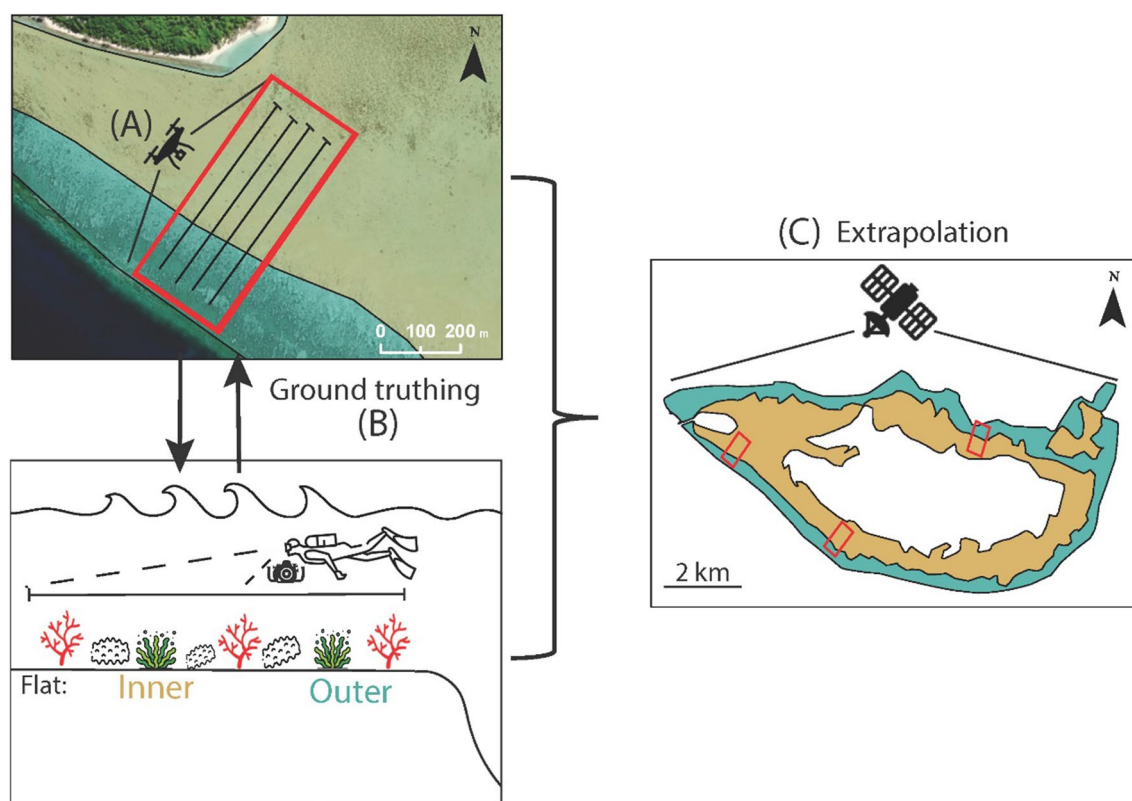 N
(A)
0 100 200 m
Ground truthing
(B)
Flat: Inner Outer
(C) Extrapolation
N
2 km